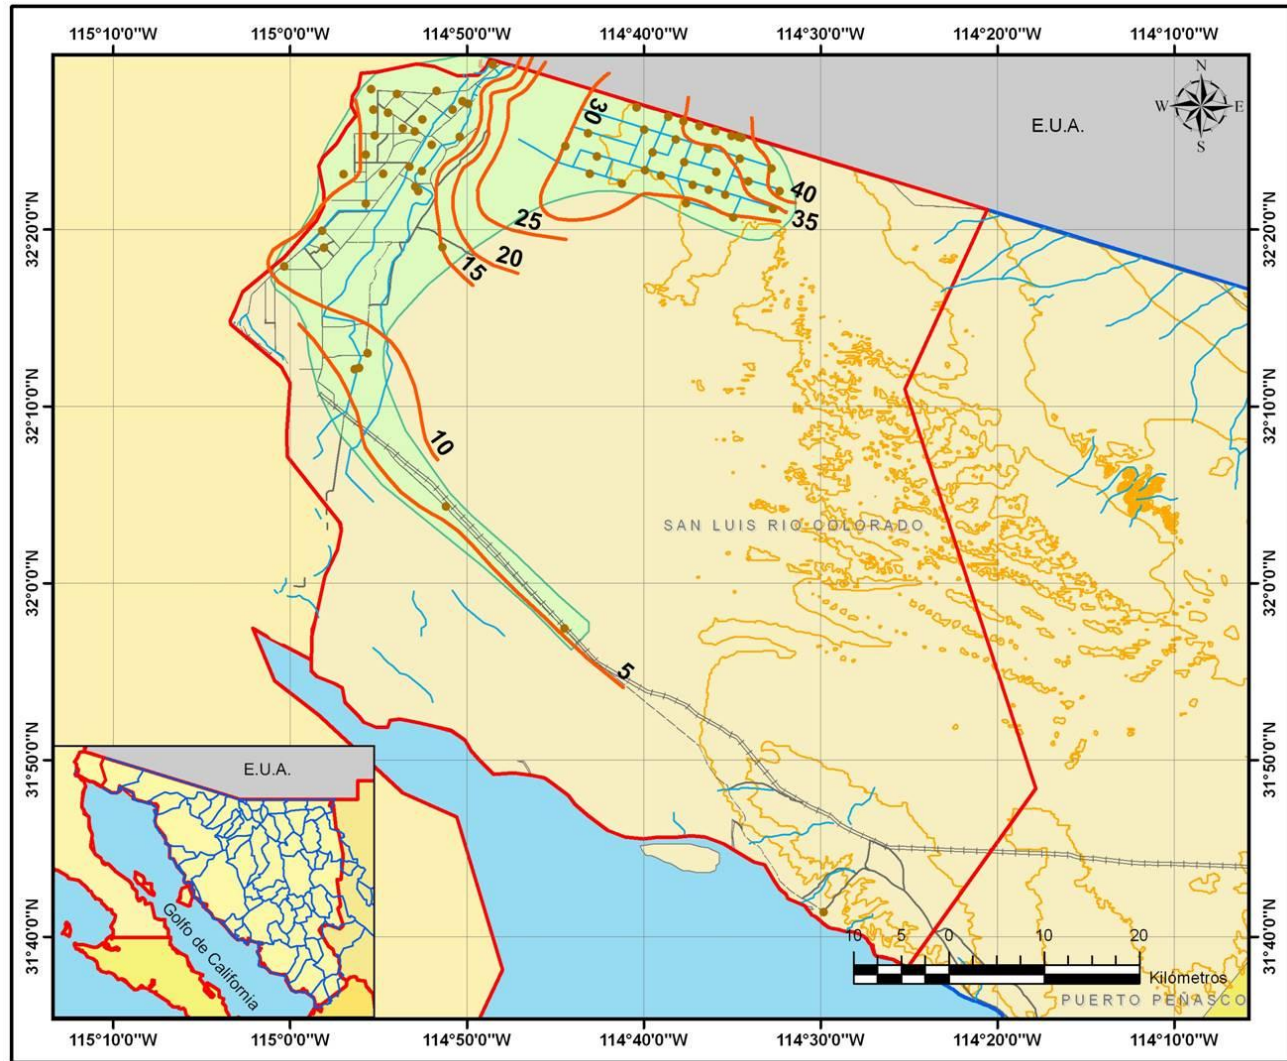 115°10'0"W 115°0'0"W 114°50'0"W 114°40'0"W 114°30'0"W 114°20'0"W 114°10'0"W
N
W E
S
E.U.A.
30
40
35
25
20
15
32°20'0"N 32°20'0"N
32°10'0"N 32°10'0"N
10
SAN LUIS RIO COLORADO
32°0'0"N 32°0'0"N
5
31°50'0"N 31°50'0"N
E.U.A.
Golfo de California
31°40'0"N 31°40'0"N
10 5 0 10 20
Kilómetros
PUERTO PEÑASCO
115°10'0"W 115°0'0"W 114°50'0"W 114°40'0"W 114°30'0"W 114°20'0"W 114°10'0"W